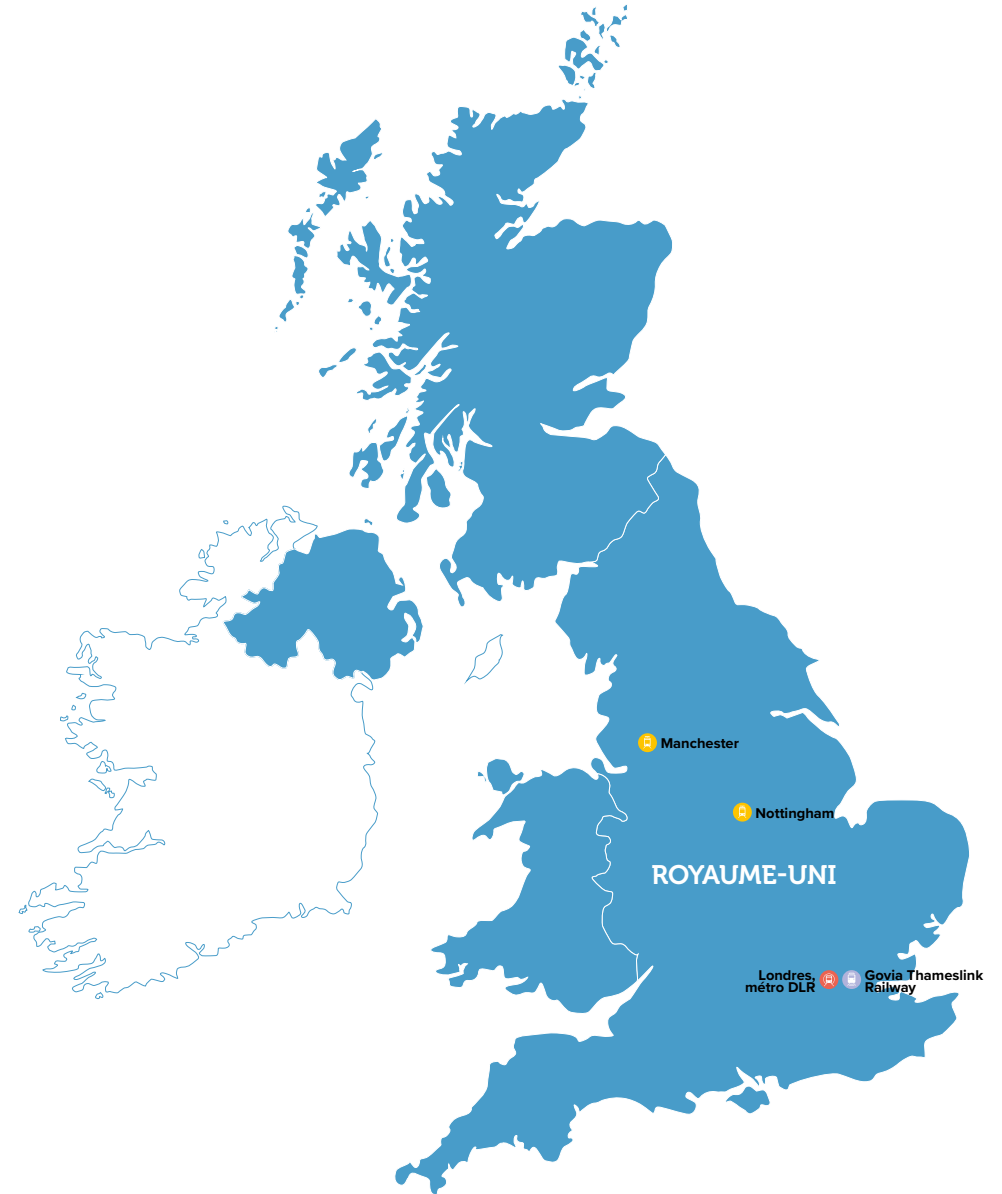 Manchester
Nottingham
ROYAUME-UNI
Londres,
métro DLR
Govia Thameslink
Railway